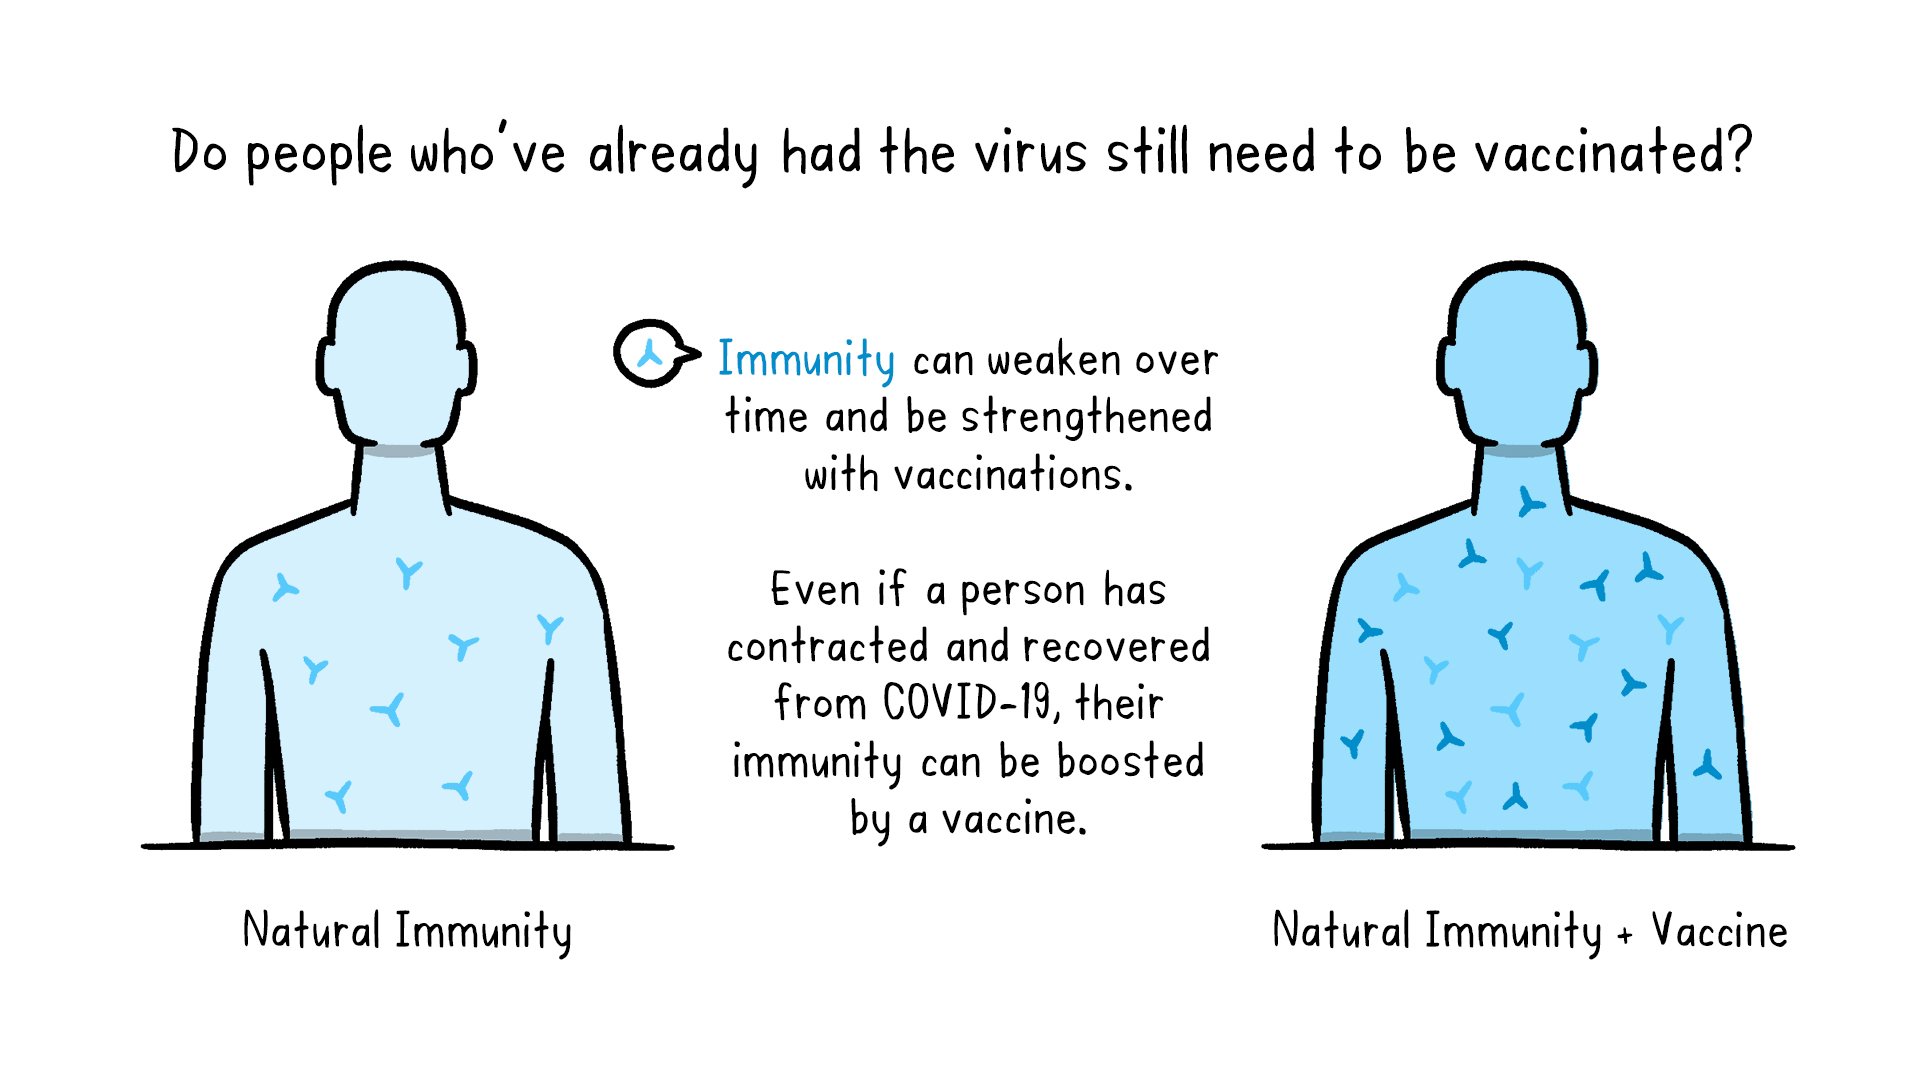 Do people who've already had the virus still need to be vaccinated?
Immunity can weaken over
time and be strengthened
with vaccinations.
Even if a person has
contracted and recovered
from COVID-19, their
immunity can be boosted
by a vaccine.
Natural Immunity
Natural Immunity + Vaccine